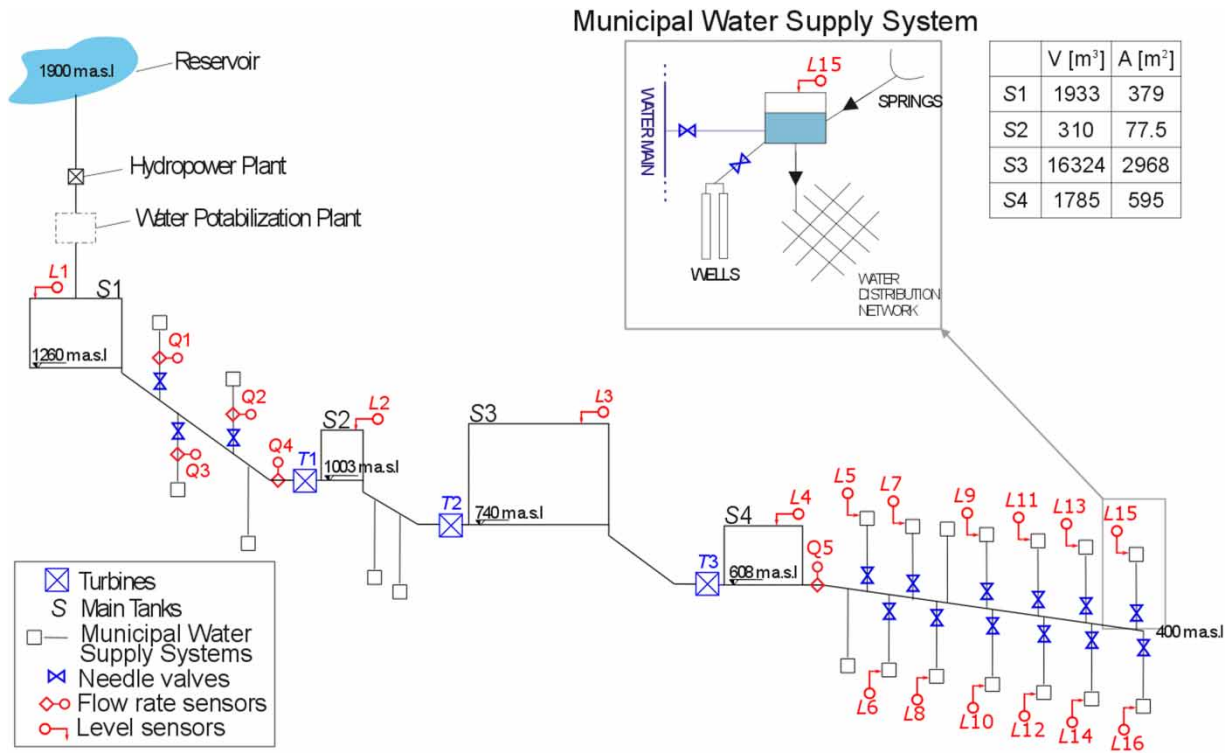 Municipal Water Supply System
1900 m.a.s.l
Reservoir
Hydropower Plant
Water Potabilization Plant
L15
WATER MAIN
SPRINGS
WELLS
WATER
DISTRIBUTION
NETWORK
V [m³] A [m²]
S1 1933 379
S2 310 77.5
S3 16324 2968
S4 1785 595
L1
S1
1260 m.a.s.l
Q1
Q2
Q3
Q4
T1
S2
L2
1003 m.a.s.l
T2
S3
L3
740 m.a.s.l
T3
S4
L4
608 m.a.s.l
Q5
L5
L7
L9
L11
L13
L15
400 m.a.s.l
L6
L8
L10
L12
L14
L16
Turbines
S Main Tanks
Municipal Water
Supply Systems
Needle valves
Flow rate sensors
Level sensors